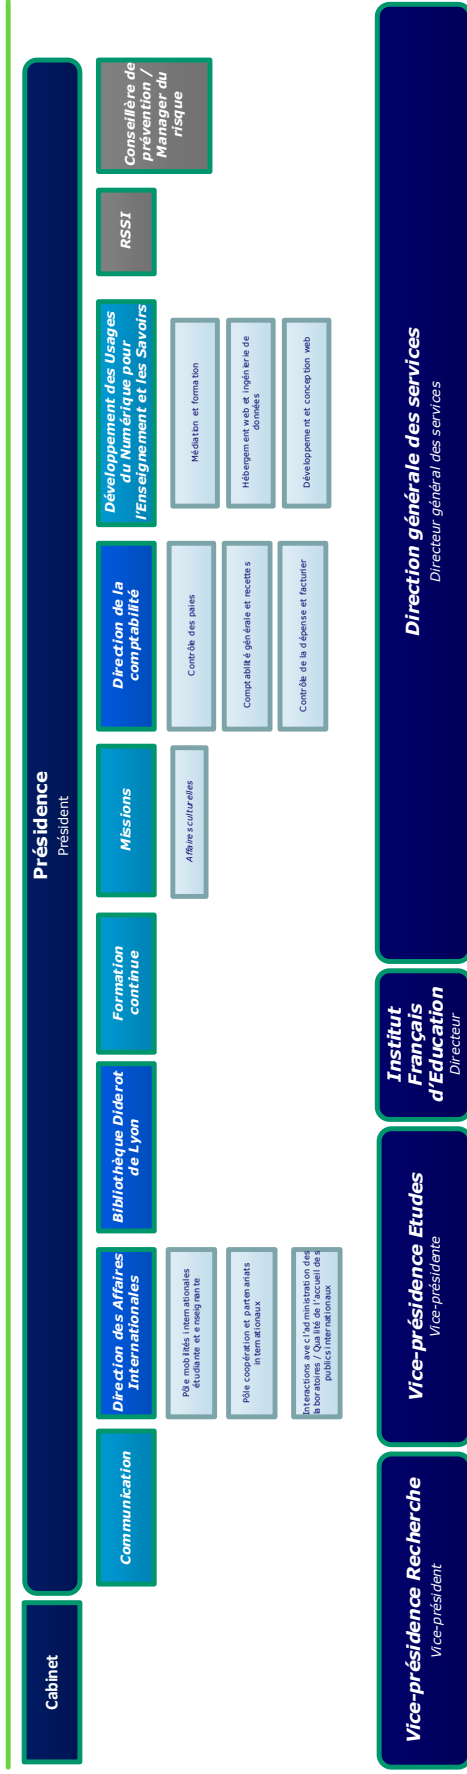 Cabinet
Présidence
Président
Communication
Direction des Affaires
Internationales
Pôle mobilités internationales
étudiante et enseignante
Pôle coopération et partenariats
internationaux
Interactions avec l'administration des
laboratoires / Qualité de l'accueil des
publics internationaux
Bibliothèque Diderot
de Lyon
Formation
continue
Missions
Affaires culturelles
Direction de la
comptabilité
Contrôle des paies
Comptabilité générale et recettes
Contrôle de la dépense et facturier
Développement des Usages
du Numérique pour
l'Enseignement et les Savoirs
Médiation et formation
Hébergement web et ingénierie de
données
Développement et conception web
RSSI
Conseillère de
prévention /
Manager du
risque
Vice-présidence Recherche
Vice-président
Vice-présidence Etudes
Vice-présidente
Institut
Français
d'Education
Directeur
Direction générale des services
Directeur général des services